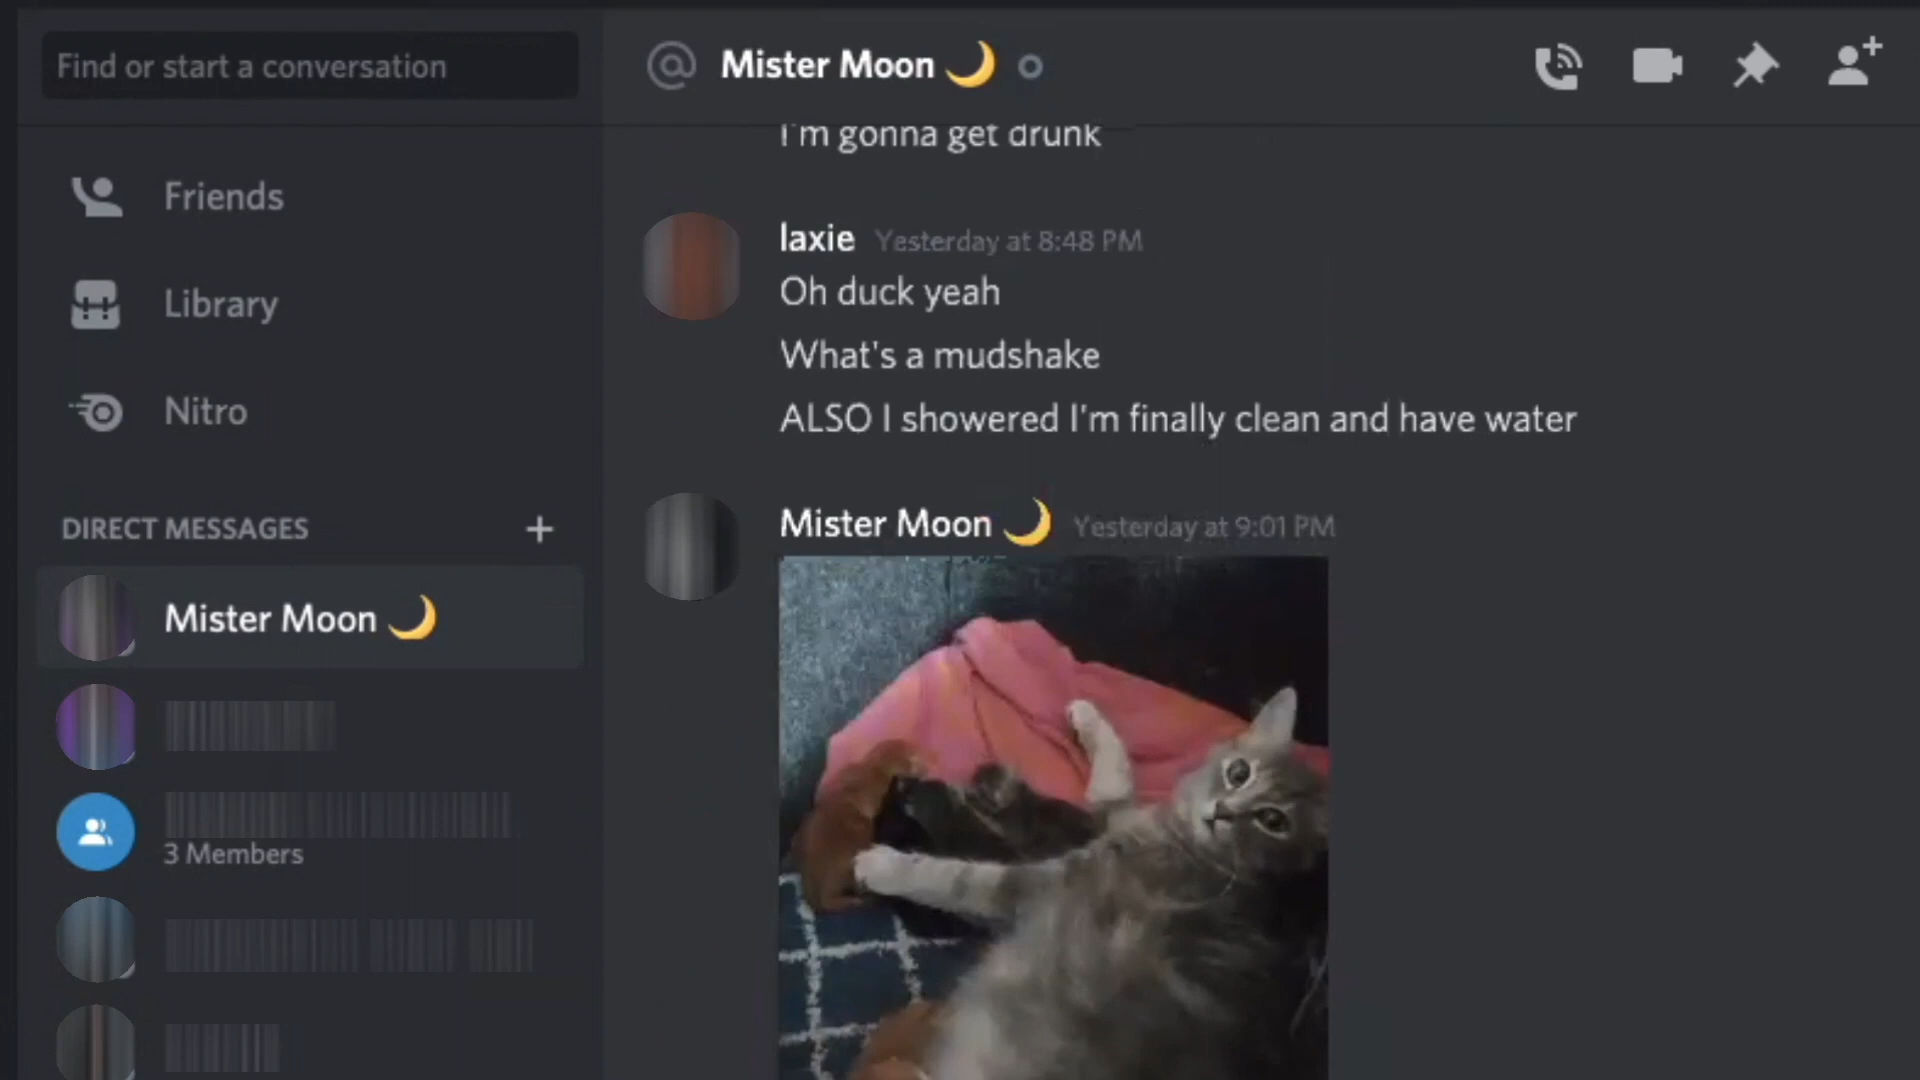 Find or start a conversation
Friends
Library
Nitro
DIRECT MESSAGES
Mister Moon 🌙
3 Members
Mister Moon 🌙
I'm gonna get drunk
laxie Yesterday at 8:48 PM
Oh duck yeah
What's a mudshake
ALSO I showered I'm finally clean and have water
Mister Moon 🌙 Yesterday at 9:01 PM